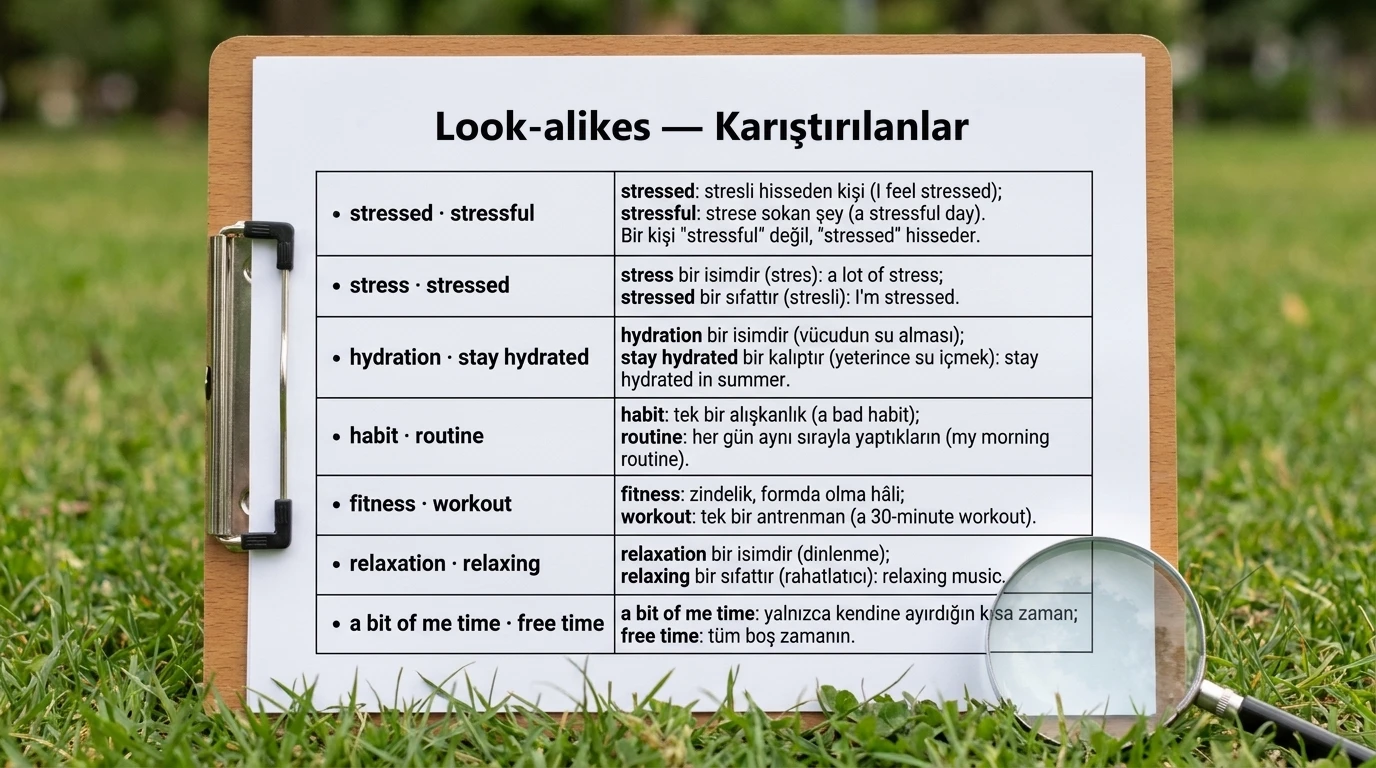 Look-alikes — Karıştırılanlar
• stressed · stressful
stressed: stresli hisseden kişi (I feel stressed);
stressful: strese sokan şey (a stressful day).
Bir kişi "stressful" değil, "stressed" hisseder.
• stress · stressed
stress bir isimdir (stres): a lot of stress;
stressed bir sıfattır (stresli): I'm stressed.
• hydration · stay hydrated
hydration bir isimdir (vücudun su alması);
stay hydrated bir kalıptır (yeterince su içmek): stay
hydrated in summer.
• habit · routine
habit: tek bir alışkanlık (a bad habit);
routine: her gün aynı sırayla yaptıkların (my morning
routine).
• fitness · workout
fitness: zindelik, formda olma hâli;
workout: tek bir antrenman (a 30-minute workout).
• relaxation · relaxing
relaxation bir isimdir (dinlenme);
relaxing bir sıfattır (rahatlatıcı): relaxing music.
• a bit of me time · free time
a bit of me time: yalnızca kendine ayırdığın kısa zaman;
free time: tüm boş zamanın.